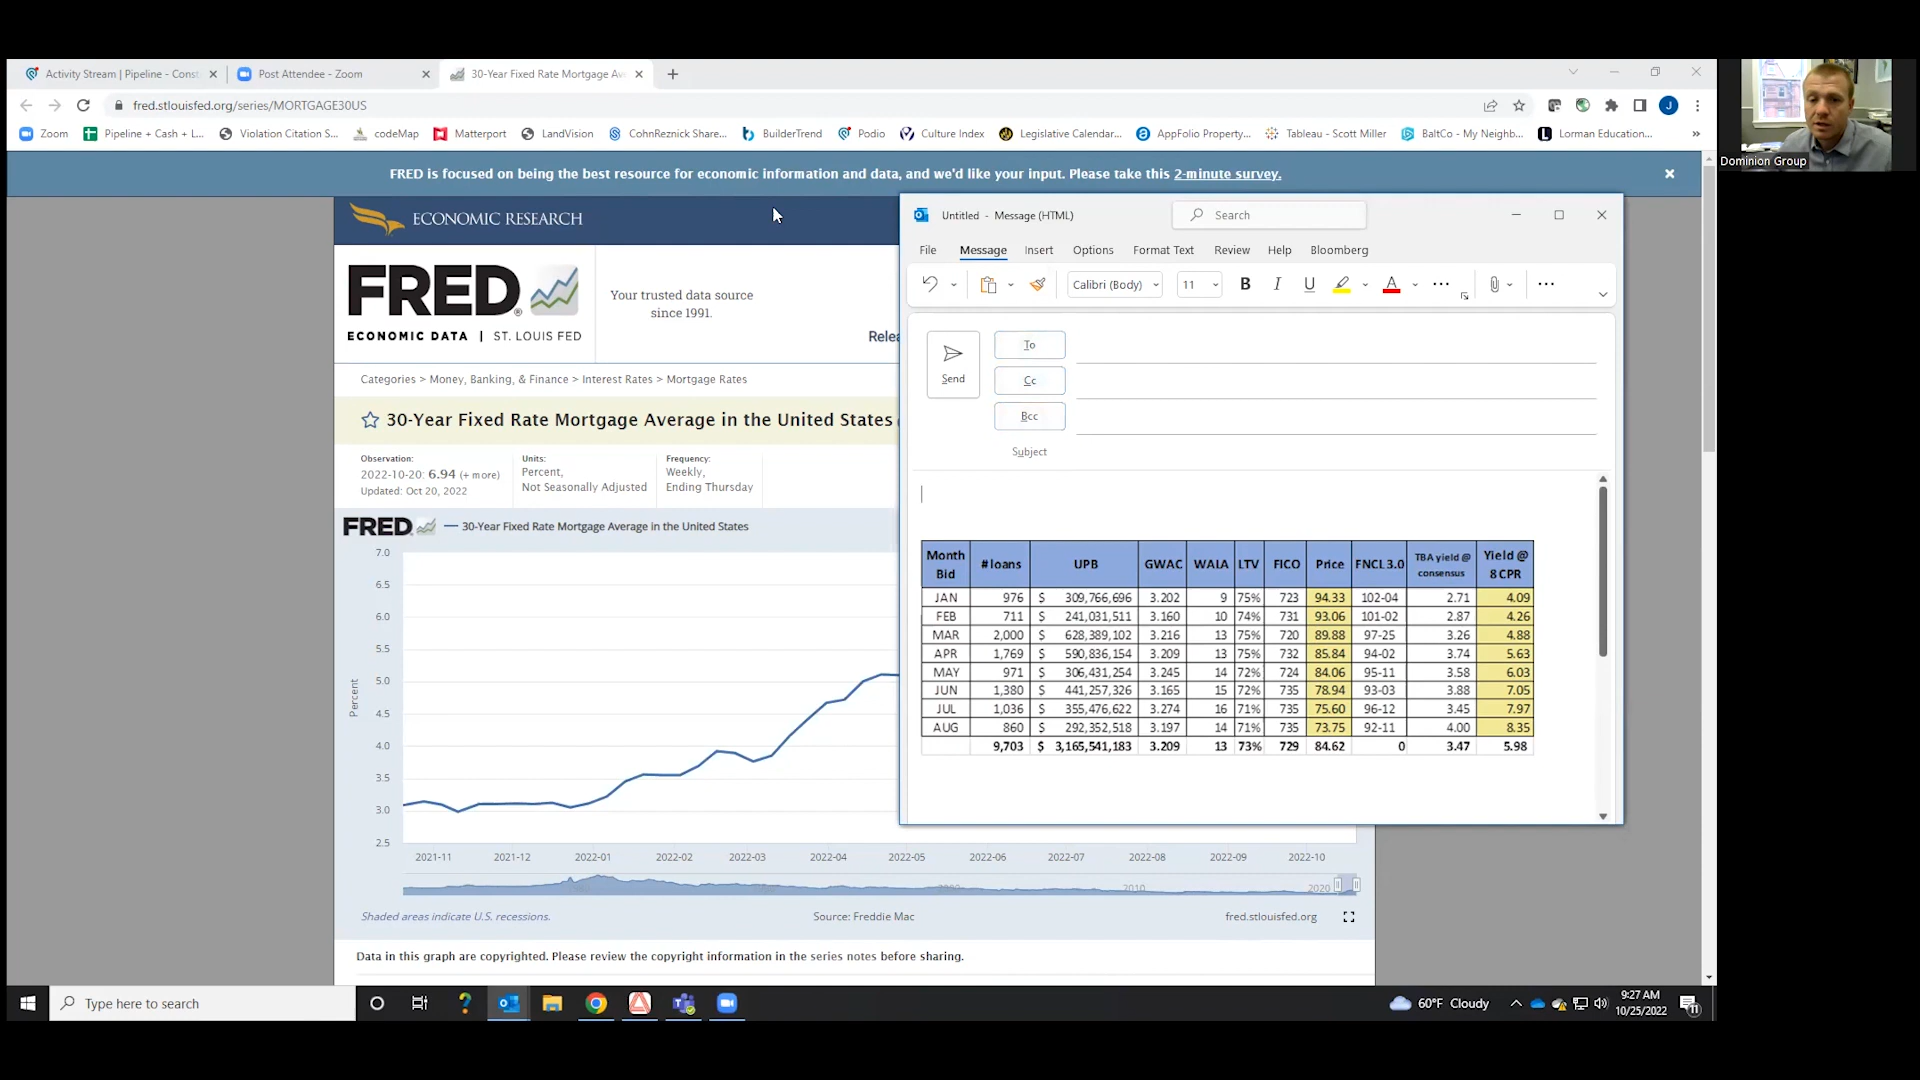 Activity Stream | Pipeline - Const
Post Attendee - Zoom
30-Year Fixed Rate Mortgage Av
fred.stlouisfed.org/series/MORTGAGE30US
J
Zoom
Pipeline + Cash + L...
Violation Citation S...
codeMap
Matterport
LandVision
CohnReznick Share...
BuilderTrend
Podio
Culture Index
Legislative Calendar...
AppFolio Property...
Tableau - Scott Miller
BaltCo - My Neighb...
Lorman Education...
»
Dominion Group
FRED is focused on being the best resource for economic information and data, and we'd like your input. Please take this 2-minute survey.
ECONOMIC RESEARCH
FRED
ECONOMIC DATA | ST. LOUIS FED
Your trusted data source
since 1991.
Relea
Categories > Money, Banking, & Finance > Interest Rates > Mortgage Rates
30-Year Fixed Rate Mortgage Average in the United States
Observation:
2022-10-20: 6.94 (+ more)
Updated: Oct 20, 2022
Units:
Percent,
Not Seasonally Adjusted
Frequency:
Weekly,
Ending Thursday
FRED
30-Year Fixed Rate Mortgage Average in the United States
7.0
6.5
6.0
5.5
5.0
4.5
4.0
3.5
3.0
2.5
Percent
2021-11 2021-12 2022-01 2022-02 2022-03 2022-04 2022-05 2022-06 2022-07 2022-08 2022-09 2022-10
2000 2010 2020
Shaded areas indicate U.S. recessions.
Source: Freddie Mac
fred.stlouisfed.org
Data in this graph are copyrighted. Please review the copyright information in the series notes before sharing.
Untitled - Message (HTML)
Search
File Message Insert Options Format Text Review Help Bloomberg
Calibri (Body) 11 B I U A
Send
To
Cc
Bcc
Subject
Month Bid # loans UPB GWAC WALA LTV FICO Price FNCL 3.0 TBA yield @ consensus Yield @ 8 CPR
JAN 976 $ 309,766,696 3.202 9 75% 723 94.33 102-04 2.71 4.09
FEB 711 $ 241,031,511 3.160 10 74% 731 93.06 101-02 2.87 4.26
MAR 2,000 $ 628,389,102 3.216 13 75% 720 89.88 97-25 3.26 4.88
APR 1,769 $ 590,836,154 3.209 13 75% 732 85.84 94-02 3.74 5.63
MAY 971 $ 306,431,254 3.245 14 72% 724 84.06 95-11 3.58 6.03
JUN 1,380 $ 441,257,326 3.165 15 72% 735 78.94 93-03 3.88 7.05
JUL 1,036 $ 355,476,622 3.274 16 71% 735 75.60 96-12 3.45 7.97
AUG 860 $ 292,352,518 3.197 14 71% 735 73.75 92-11 4.00 8.35
9,703 $ 3,165,541,183 3.209 13 73% 729 84.62 0 3.47 5.98
Type here to search
60°F Cloudy
9:27 AM
10/25/2022
11